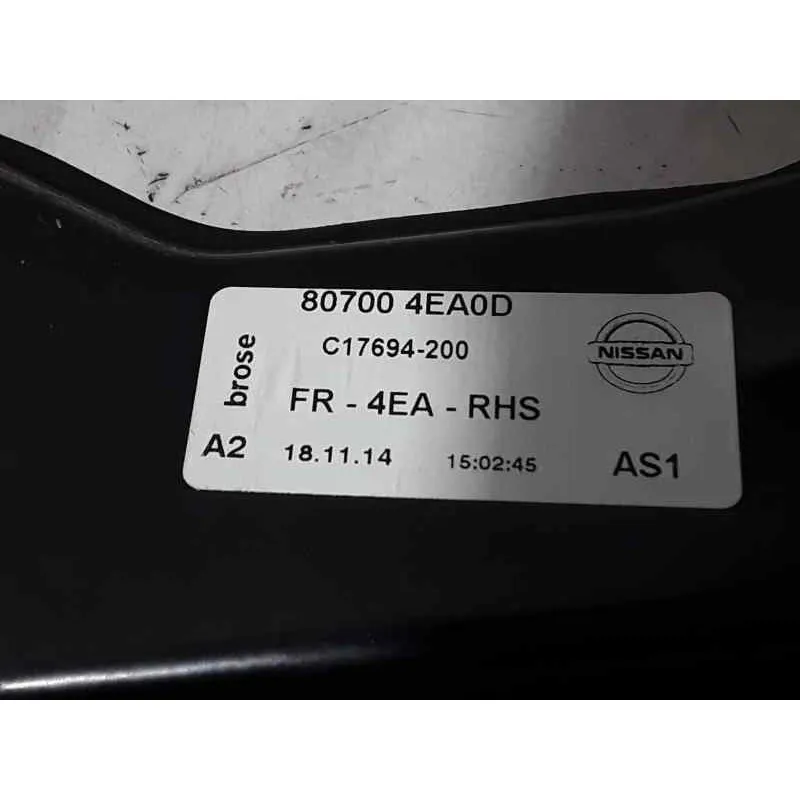 80700 4EA0D
brose
C17694-200
NISSAN
FR - 4EA - RHS
A2
18.11.14
15:02:45
AS1